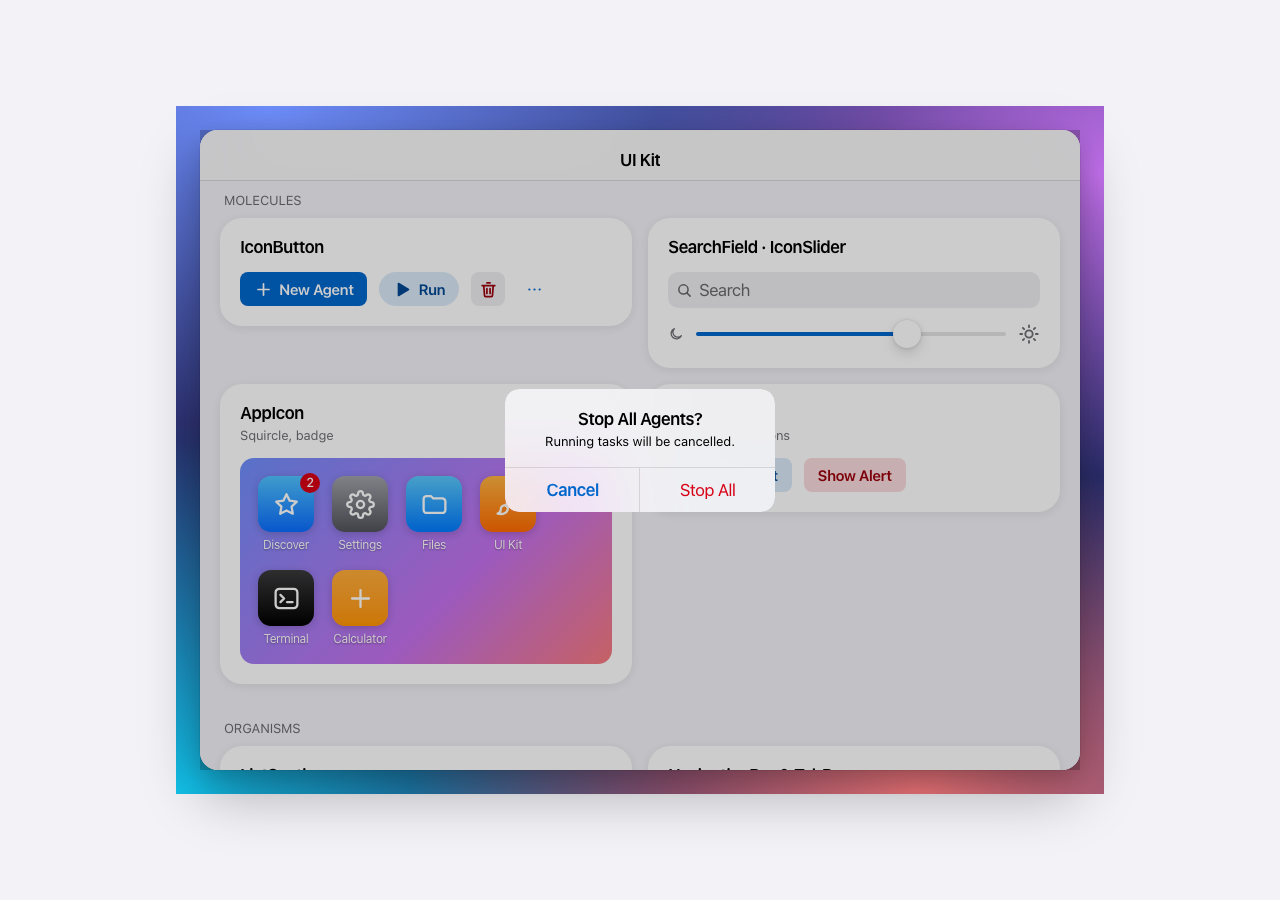 UI Kit
MOLECULES
IconButton
New Agent
Run
SearchField · IconSlider
Search
AppIcon
Squircle, badge
2
Discover
Settings
Files
UI Kit
Terminal
Calculator
Stop All Agents?
Running tasks will be cancelled.
Cancel
Stop All
Show Alert
ORGANISMS